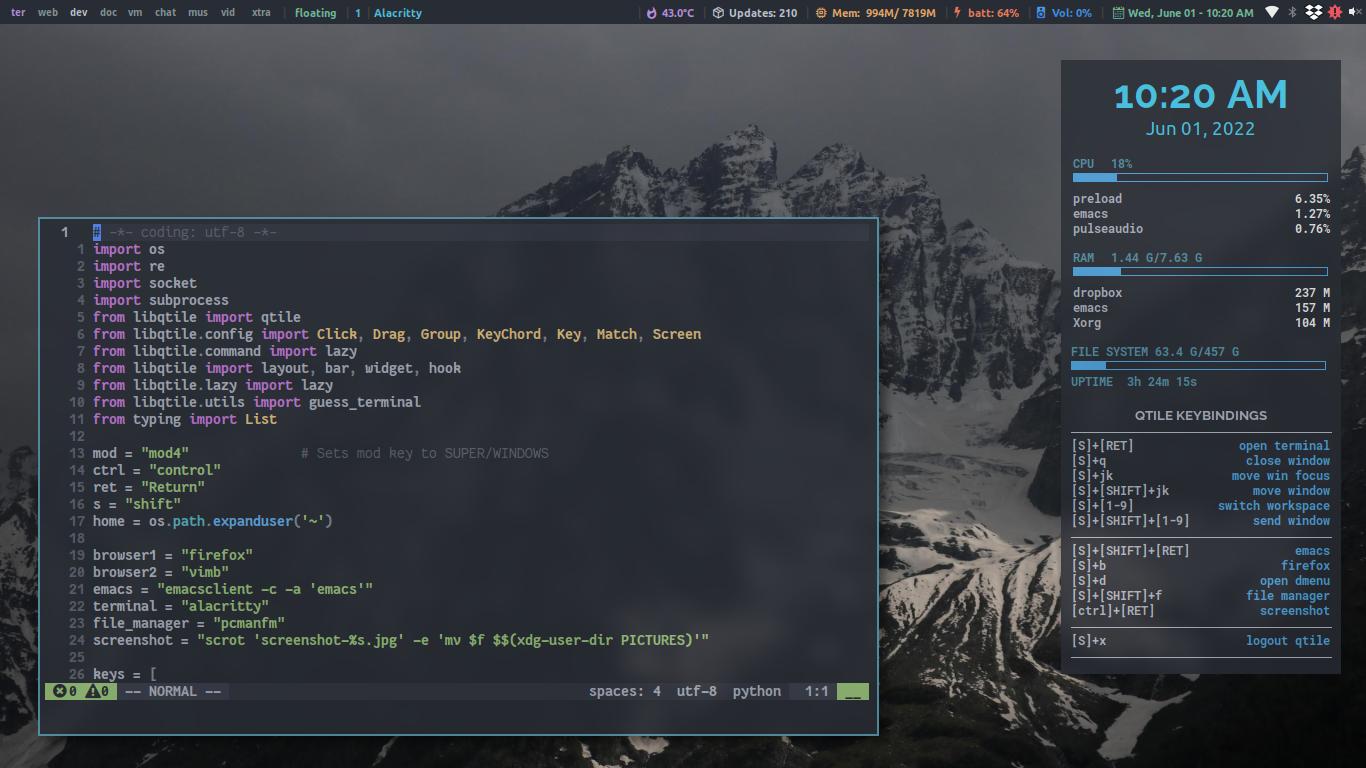 ter web dev doc vm chat mus vid xtra floating 1 Alacritty 43.0°C Updates: 210 Mem: 994M/ 7819M batt: 64% Vol: 0% Wed, June 01 - 10:20 AM
1 # -*- coding: utf-8 -*-
1 import os
2 import re
3 import socket
4 import subprocess
5 from libqtile import qtile
6 from libqtile.config import Click, Drag, Group, KeyChord, Key, Match, Screen
7 from libqtile.command import lazy
8 from libqtile import layout, bar, widget, hook
9 from libqtile.lazy import lazy
10 from libqtile.utils import guess_terminal
11 from typing import List
12
13 mod = "mod4" # Sets mod key to SUPER/WINDOWS
14 ctrl = "control"
15 ret = "Return"
16 s = "shift"
17 home = os.path.expanduser('~')
18
19 browser1 = "firefox"
20 browser2 = "vimb"
21 emacs = "emacsclient -c -a 'emacs'"
22 terminal = "alacritty"
23 file_manager = "pcmanfm"
24 screenshot = "scrot 'screenshot-%s.jpg' -e 'mv $f $$(xdg-user-dir PICTURES)'"
25
26 keys = [
0 0 -- NORMAL -- spaces: 4 utf-8 python 1:1 __
10:20 AM
Jun 01, 2022
CPU 18%
preload 6.35%
emacs 1.27%
pulseaudio 0.76%
RAM 1.44 G/7.63 G
dropbox 237 M
emacs 157 M
Xorg 104 M
FILE SYSTEM 63.4 G/457 G
UPTIME 3h 24m 15s
QTILE KEYBINDINGS
[S]+[RET] open terminal
[S]+q close window
[S]+jk move win focus
[S]+[SHIFT]+jk move window
[S]+[1-9] switch workspace
[S]+[SHIFT]+[1-9] send window
[S]+[SHIFT]+[RET] emacs
[S]+b firefox
[S]+d open dmenu
[S]+[SHIFT]+f file manager
[ctrl]+[RET] screenshot
[S]+x logout qtile